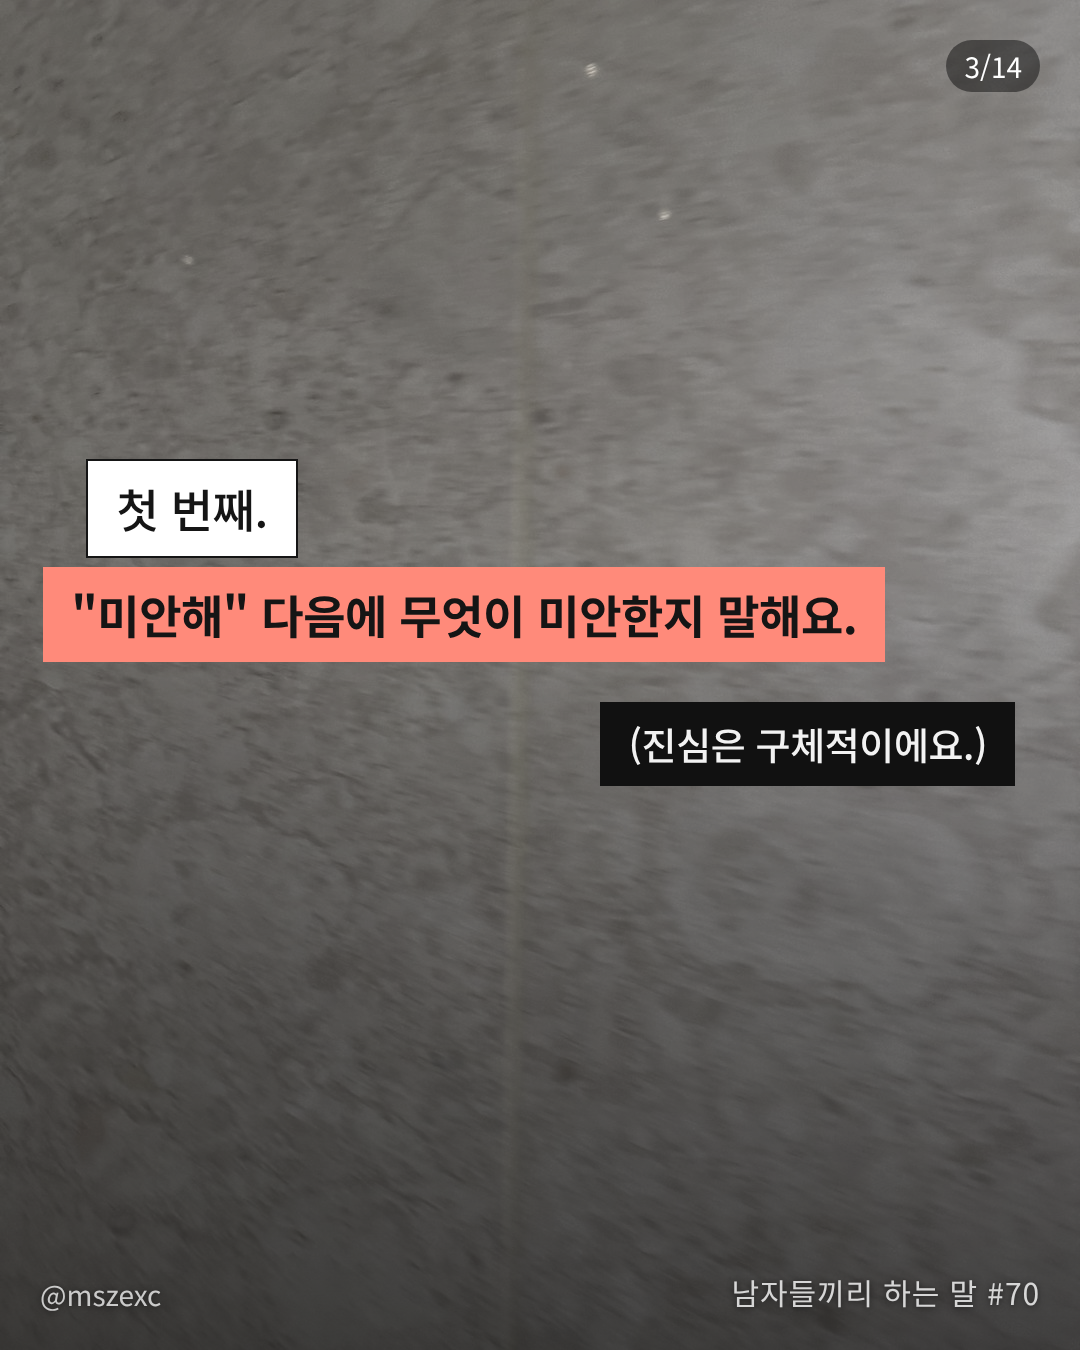 3/14
첫 번째.
"미안해" 다음에 무엇이 미안한지 말해요.
(진심은 구체적이에요.)
@mszexc
남자들끼리 하는 말 #70